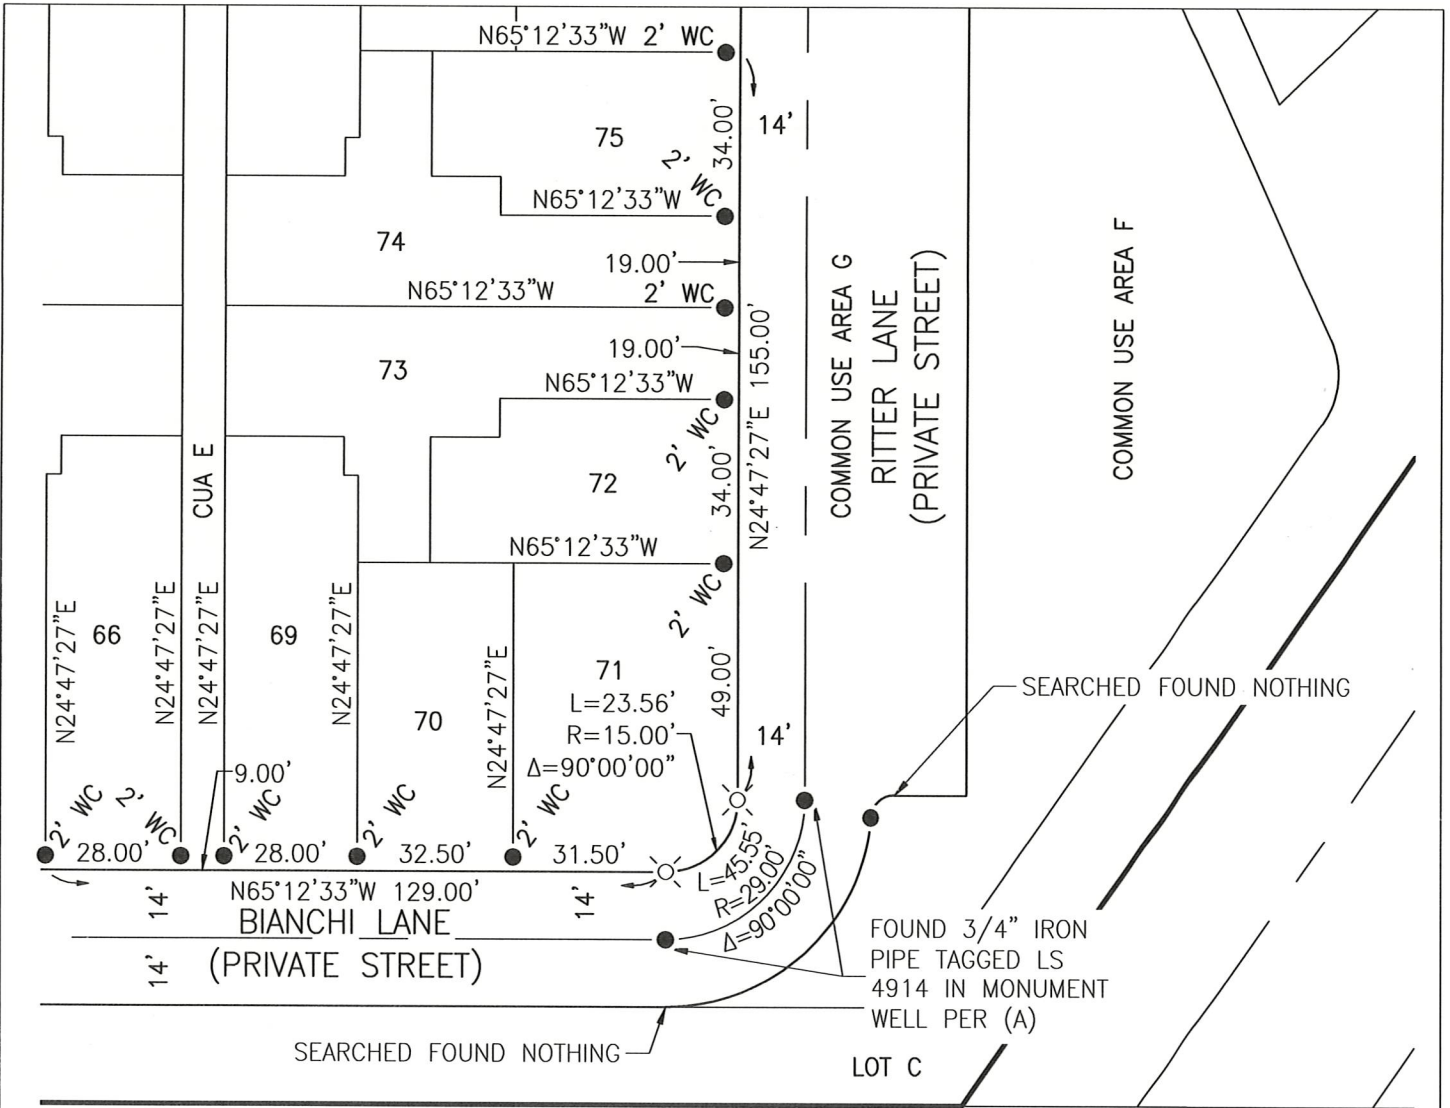 N65°12'33"W 2' WC
14'
34.00'
75
2' WC
N65°12'33"W
74
19.00'
N65°12'33"W 2' WC
19.00'
73
N65°12'33"W
2' WC
N24°47'27"E 155.00'
34.00'
72
N65°12'33"W
2' WC
COMMON USE AREA G
RITTER LANE
(PRIVATE STREET)
COMMON USE AREA F
CUA E
N24°47'27"E
66
N24°47'27"E
N24°47'27"E
69
N24°47'27"E
70
N24°47'27"E
71
L=23.56'
R=15.00'
Δ=90°00'00"
49.00'
14'
SEARCHED FOUND NOTHING
9.00'
2' WC
2' WC
2' WC
2' WC
2' WC
28.00'
28.00'
32.50'
31.50'
N65°12'33"W 129.00'
14'
14'
L=45.55'
R=29.00'
Δ=90°00'00"
BIANCHI LANE
(PRIVATE STREET)
14'
FOUND 3/4" IRON
PIPE TAGGED LS
4914 IN MONUMENT
WELL PER (A)
SEARCHED FOUND NOTHING
LOT C